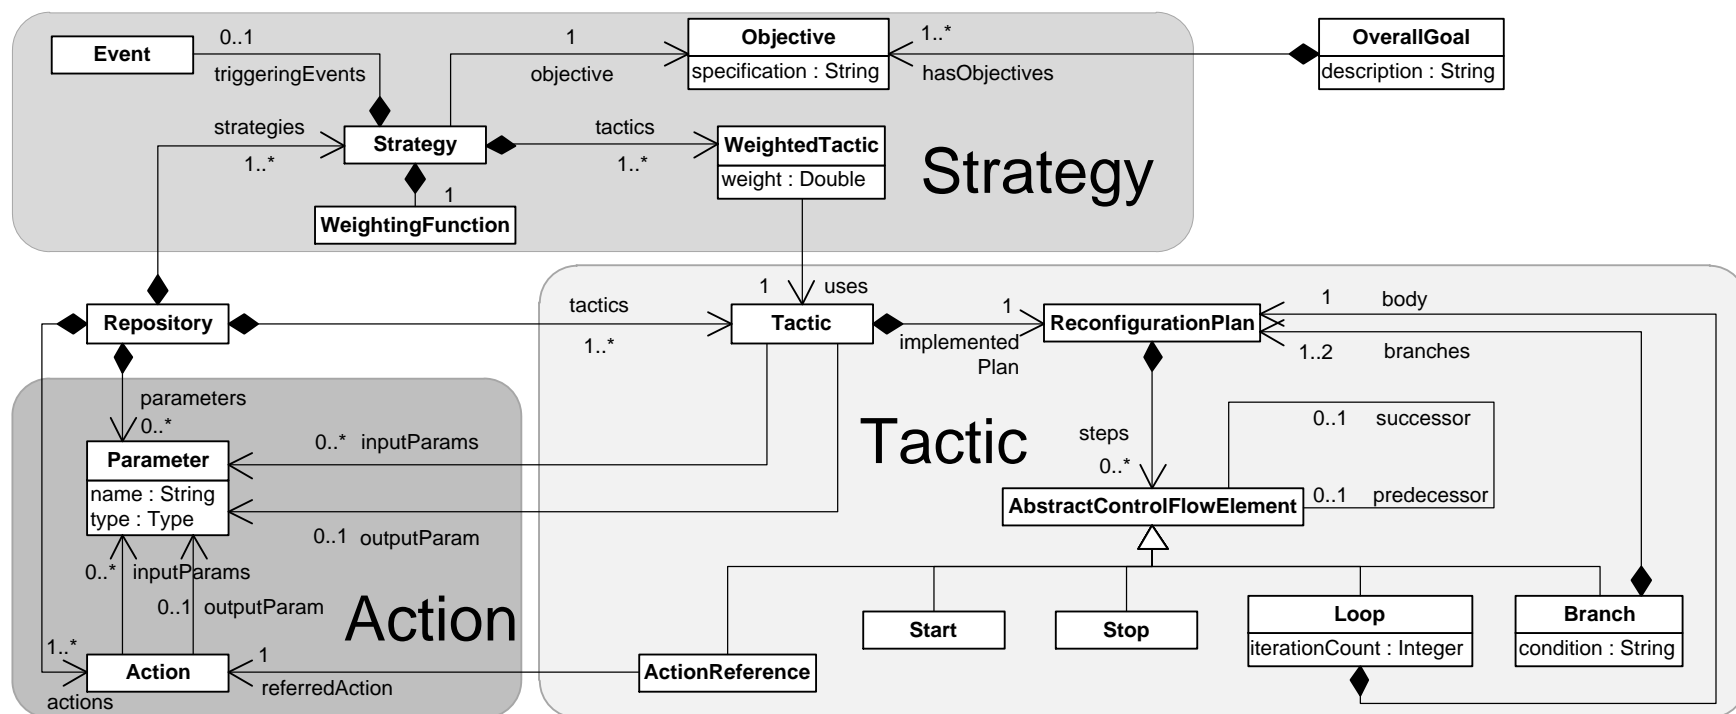 Event
0..1
triggeringEvents
1
objective
Objective
specification : String
1..*
hasObjectives
OverallGoal
description : String
strategies
1..*
Strategy
tactics
1..*
WeightedTactic
weight : Double
Strategy
1
WeightingFunction
Repository
tactics
1..*
1
uses
Tactic
1
implemented
Plan
ReconfigurationPlan
1
body
1..2
branches
parameters
0..*
Parameter
name : String
type : Type
0..*
inputParams
0..1
outputParam
Tactic
steps
0..*
0..1
successor
0..1
predecessor
AbstractControlFlowElement
0..*
inputParams
0..1
outputParam
Action
1..*
actions
Action
1
referredAction
ActionReference
Start
Stop
Loop
iterationCount : Integer
Branch
condition : String